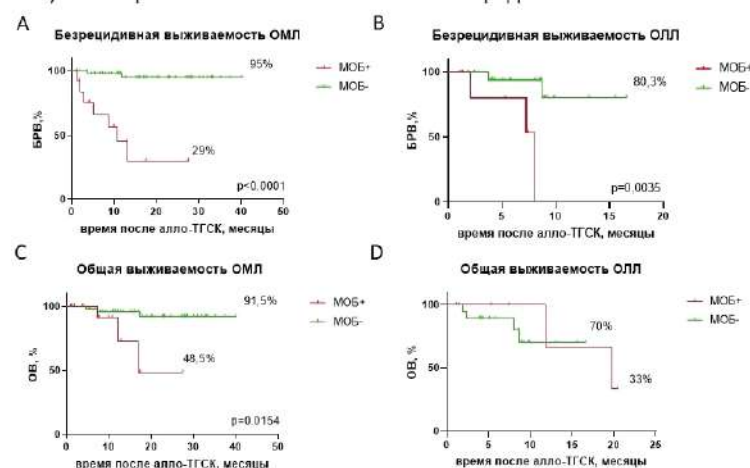 A
Безрецидивная выживаемость ОМЛ
БРВ,%
100
50
0
0 10 20 30 40 50
95%
29%
p<0.0001
МОБ+
МОБ-
время после алло-ТГСК, месяцы
B
Безрецидивная выживаемость ОЛЛ
БРВ,%
100
50
0
0 5 10 15 20
80,3%
p=0,0035
МОБ+
МОБ-
время после алло-ТГСК, месяцы
C
Общая выживаемость ОМЛ
ОВ, %
100
50
0
0 10 20 30 40 50
91,5%
48,5%
p=0.0154
МОБ+
МОБ-
время после алло-ТГСК, месяцы
D
Общая выживаемость ОЛЛ
ОВ, %
100
50
0
0 5 10 15 20 25
70%
33%
МОБ+
МОБ-
время после алло-ТГСК, месяцы